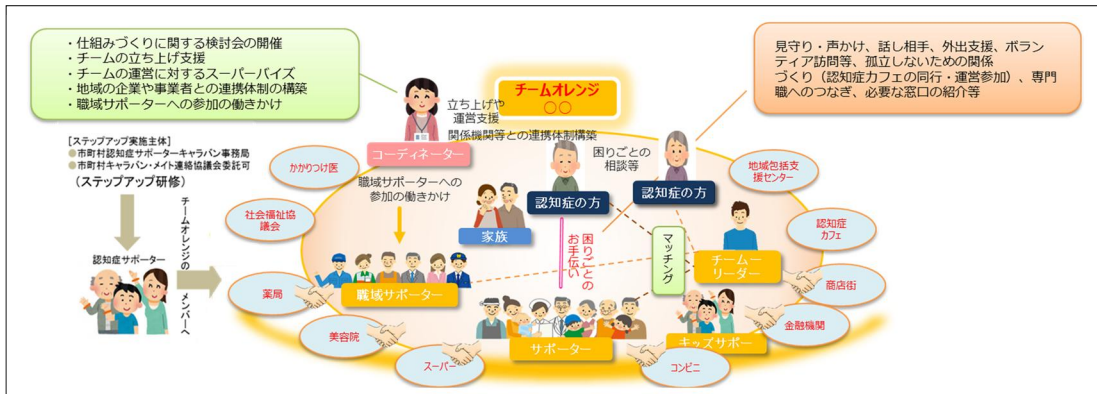 ・仕組みづくりに関する検討会の開催
・チームの立ち上げ支援
・チームの運営に対するスーパーバイズ
・地域の企業や事業者との連携体制の構築
・職域サポーターへの参加の働きかけ
見守り・声かけ、話し相手、外出支援、ボラン
ティア訪問等、孤立しないための関係
づくり（認知症カフェの同行・運営参加）、専門
職へのつなぎ、必要な窓口の紹介等
チームオレンジ
○○
立ち上げや
運営支援
関係機関等との連携体制構築
コーディネーター
困りごとの
相談等
[ステップアップ実施主体]
●市町村認知症サポーターキャラバン事務局
●市町村キャラバン・メイト連絡協議会委託可
(ステップアップ研修)
チームオレンジの
メンバーへ
認知症サポーター
かかりつけ医
社会福祉協
議会
薬局
美容院
スーパー
職域サポーターへの
参加の働きかけ
家族
認知症の方
認知症の方
地域包括支
援センター
認知症
カフェ
商店街
金融機関
コンビニ
困りごとの
お手伝い
マッチング
チームー
リーダー
職域サポーター
サポーター
キッズサポー